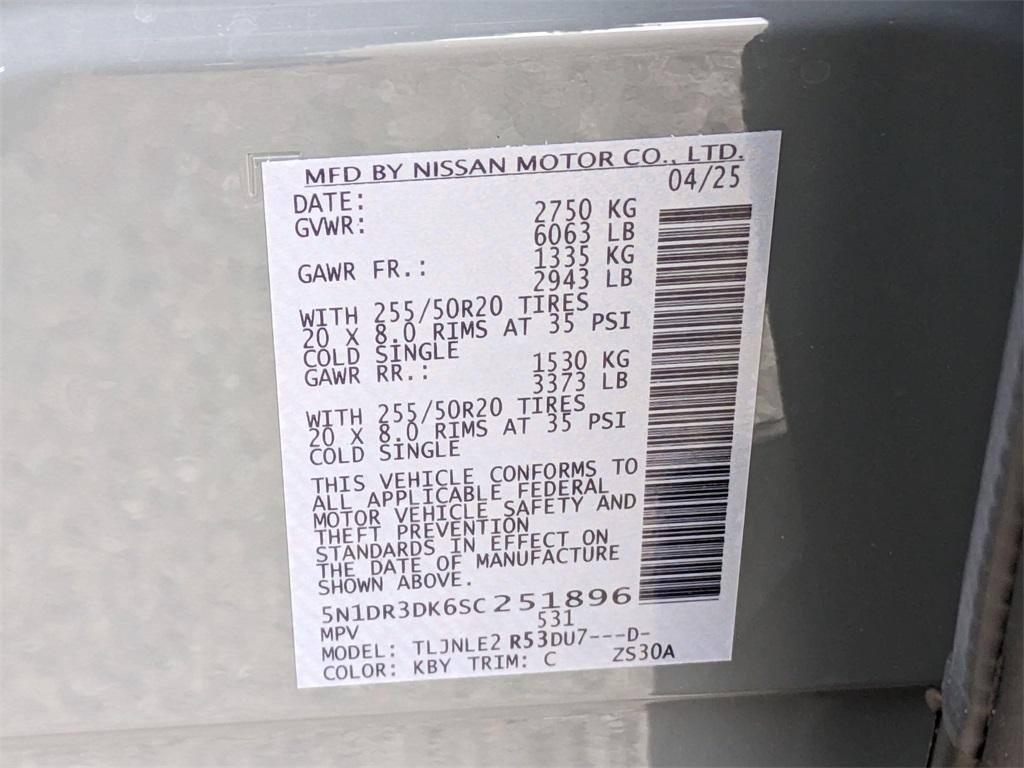 MFD BY NISSAN MOTOR CO., LTD.
DATE: 04/25
GVWR: 2750 KG
6063 LB
GAWR FR.: 1335 KG
2943 LB
WITH 255/50R20 TIRES
20 X 8.0 RIMS AT 35 PSI
COLD SINGLE
GAWR RR.: 1530 KG
3373 LB
WITH 255/50R20 TIRES
20 X 8.0 RIMS AT 35 PSI
COLD SINGLE
THIS VEHICLE CONFORMS TO
ALL APPLICABLE FEDERAL
MOTOR VEHICLE SAFETY AND
THEFT PREVENTION
STANDARDS IN EFFECT ON
THE DATE OF MANUFACTURE
SHOWN ABOVE.
5N1DR3DK6SC251896
MPV 531
MODEL: TLJNLE2 R53DU7---D-
COLOR: KBY TRIM: C ZS30A